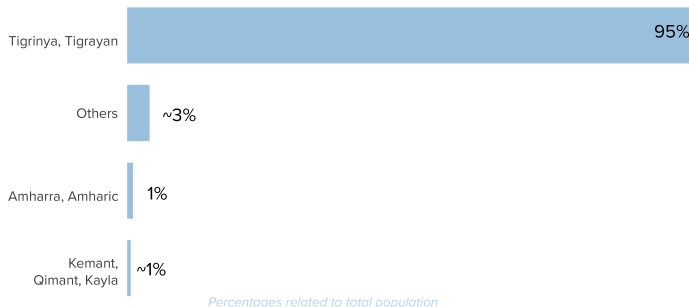 Tigrinya, Tigrayan
95%
Others
~3%
Amharra, Amharic
1%
Kemant,
Qimant, Kayla
~1%
Percentages related to total population